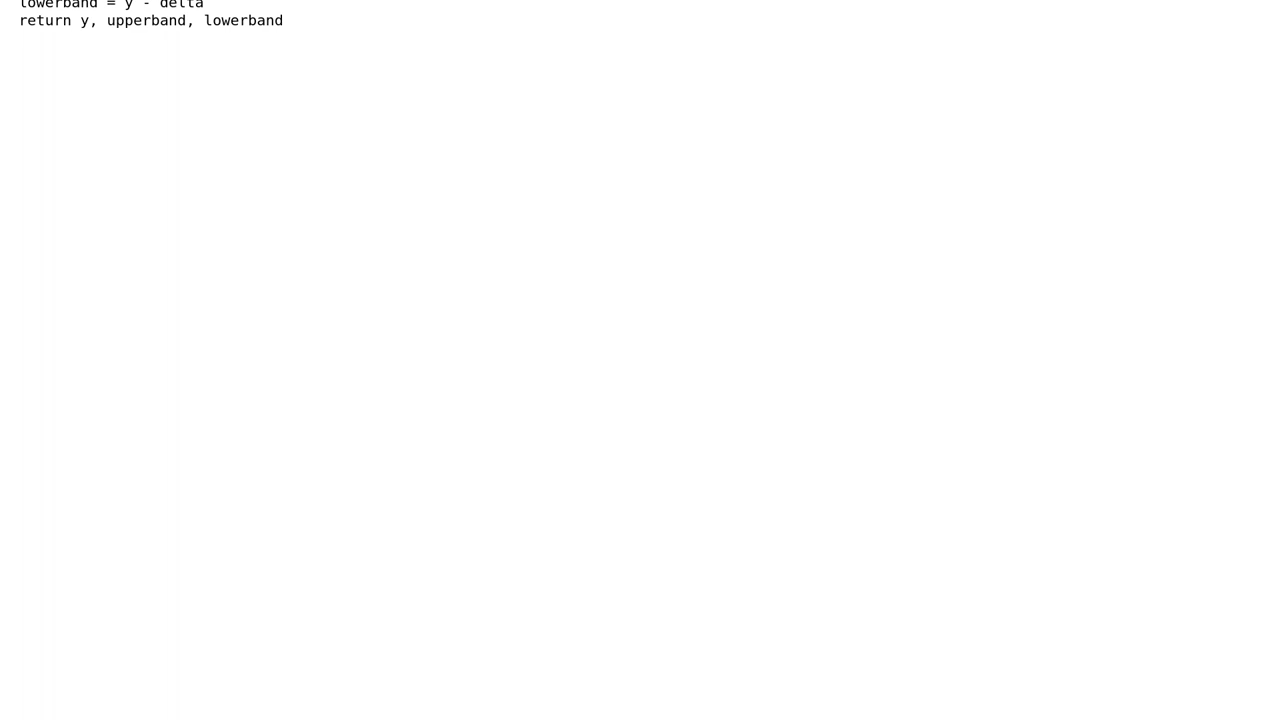 lowerband = y - delta
return y, upperband, lowerband